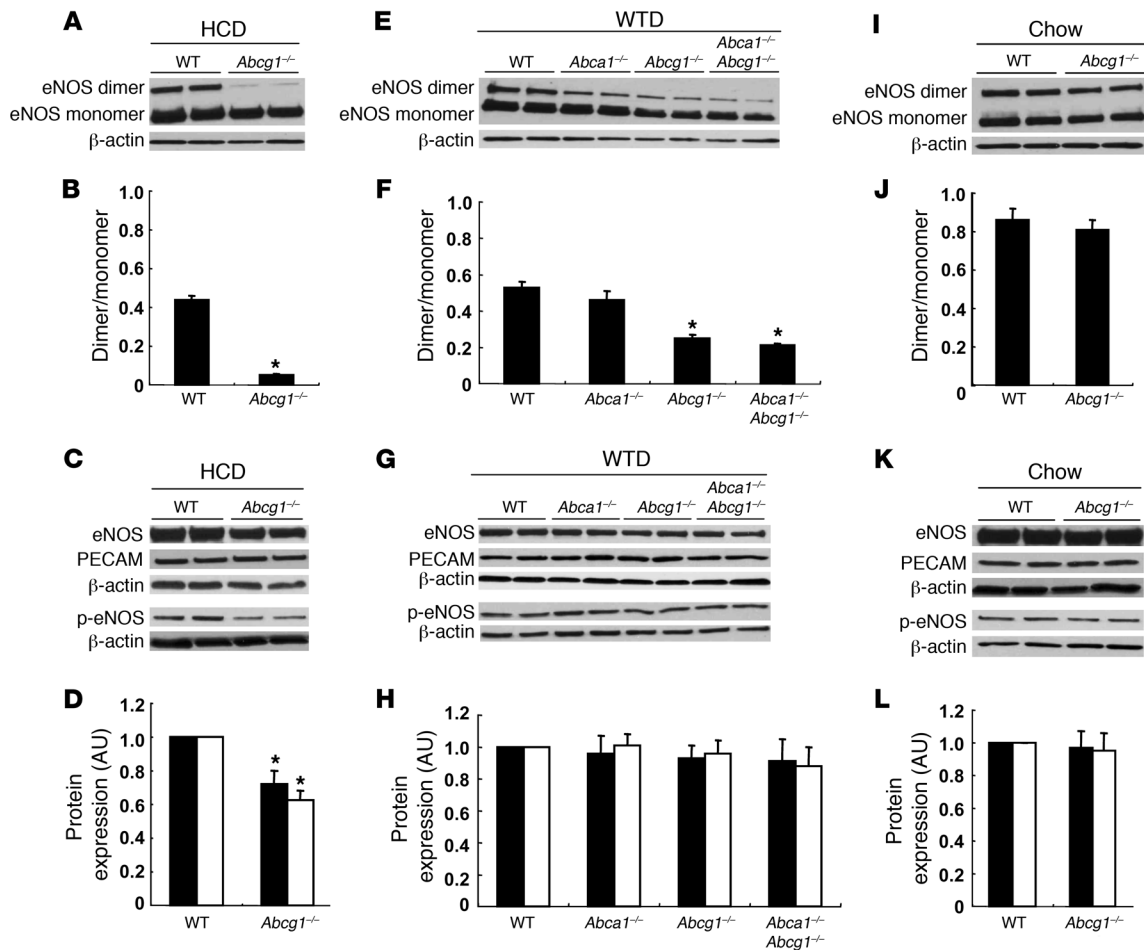 A
HCD
WT Abcg1–/–
eNOS dimer
eNOS monomer
β-actin
B
Dimer/monomer
1.0
0.8
0.6
0.4
0.2
0
*
WT Abcg1–/–
C
HCD
WT Abcg1–/–
eNOS
PECAM
β-actin
p-eNOS
β-actin
D
Protein
expression (AU)
1.2
1.0
0.8
0.6
0.4
0.2
0
* *
WT Abcg1–/–
E
WTD
Abca1–/–
WT Abca1–/– Abcg1–/– Abcg1–/–
eNOS dimer
eNOS monomer
β-actin
F
Dimer/monomer
1.0
0.8
0.6
0.4
0.2
0
* *
WT Abca1–/– Abcg1–/– Abca1–/–
Abcg1–/–
G
WTD
Abca1–/–
WT Abca1–/– Abcg1–/– Abcg1–/–
eNOS
PECAM
β-actin
p-eNOS
β-actin
H
Protein
expression (AU)
1.2
1.0
0.8
0.6
0.4
0.2
0
WT Abca1–/– Abcg1–/– Abca1–/–
Abcg1–/–
I
Chow
WT Abcg1–/–
eNOS dimer
eNOS monomer
β-actin
J
Dimer/monomer
1.0
0.8
0.6
0.4
0.2
0
WT Abcg1–/–
K
Chow
WT Abcg1–/–
eNOS
PECAM
β-actin
p-eNOS
β-actin
L
Protein
expression (AU)
1.2
1.0
0.8
0.6
0.4
0.2
0
WT Abcg1–/–